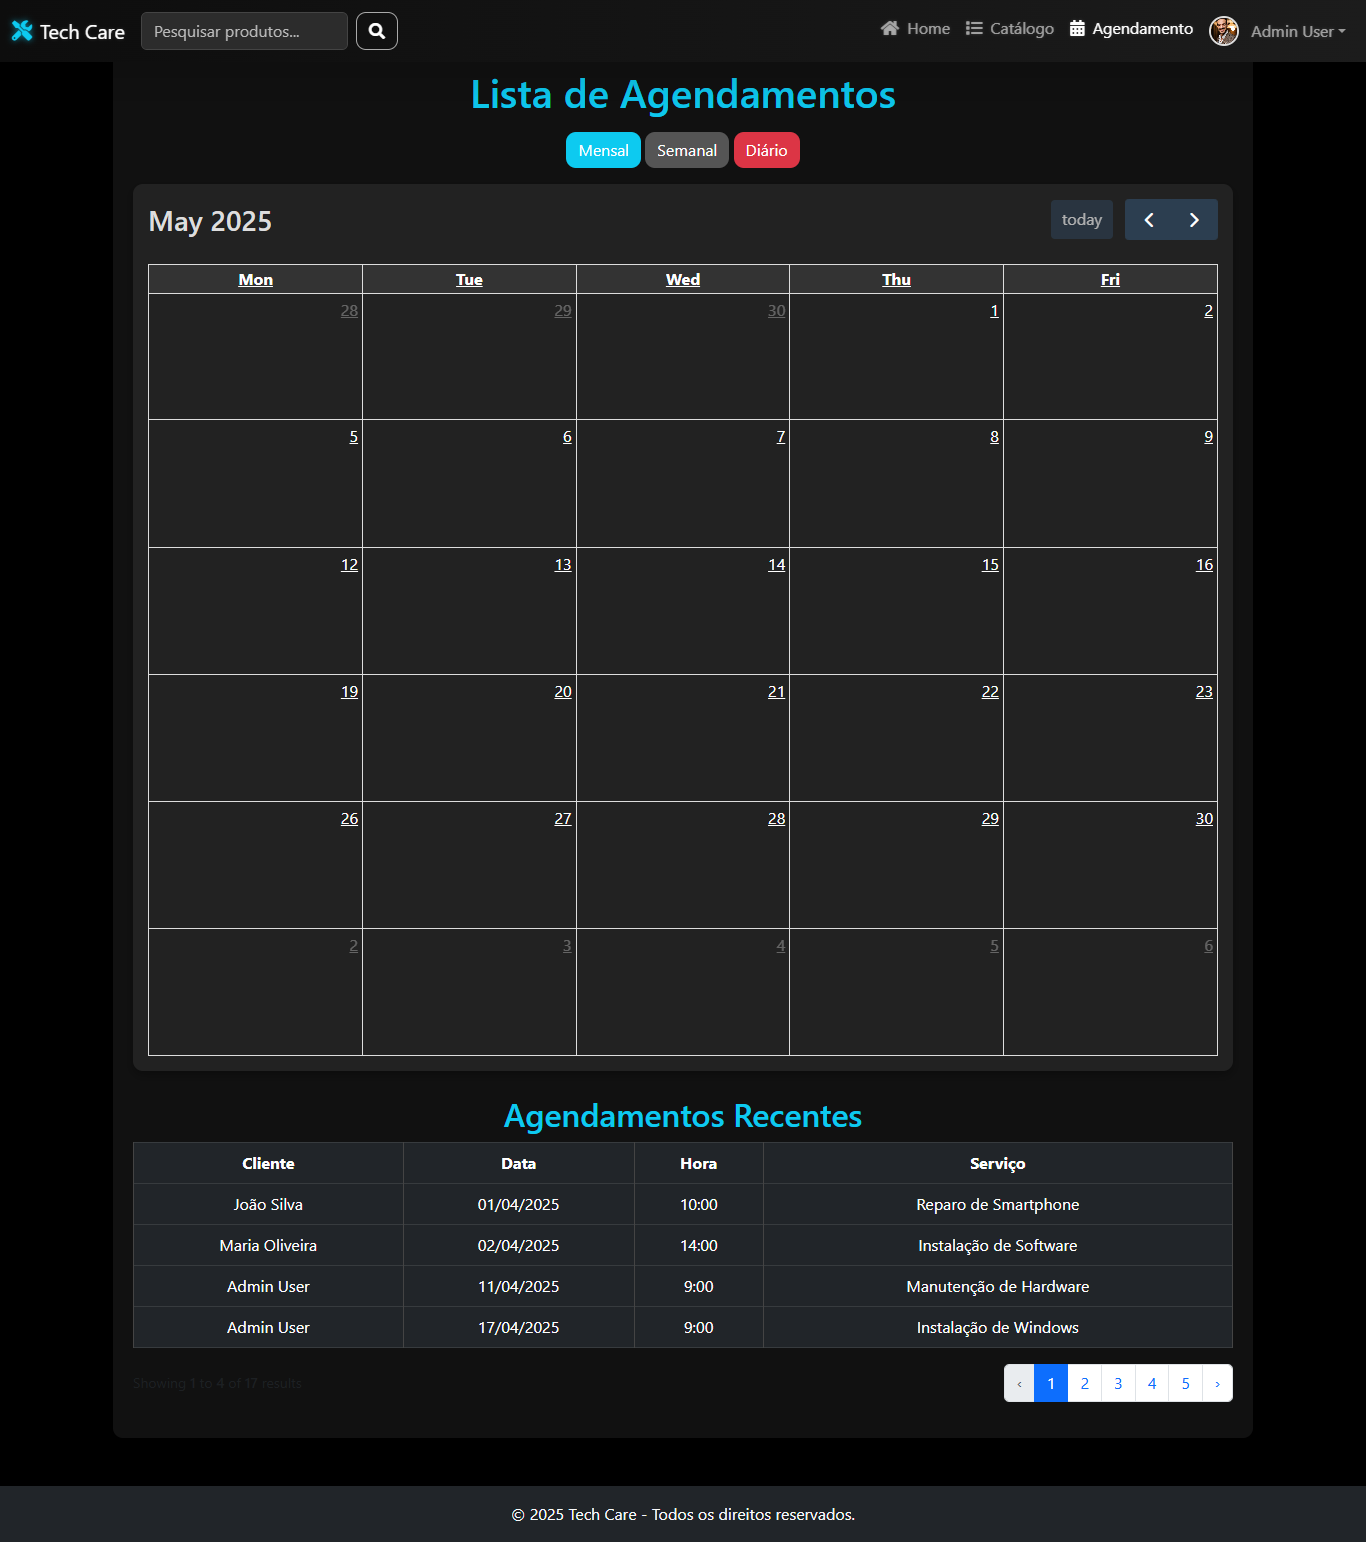 Tech Care Pesquisar produtos... Home Catálogo Agendamento Admin User
Lista de Agendamentos
Mensal Semanal Diário
May 2025 today
Mon Tue Wed Thu Fri
28 29 30 1 2
5 6 7 8 9
12 13 14 15 16
19 20 21 22 23
26 27 28 29 30
2 3 4 5 6
Agendamentos Recentes
Cliente Data Hora Serviço
João Silva 01/04/2025 10:00 Reparo de Smartphone
Maria Oliveira 02/04/2025 14:00 Instalação de Software
Admin User 11/04/2025 9:00 Manutenção de Hardware
Admin User 17/04/2025 9:00 Instalação de Windows
Showing 1 to 4 of 17 results ‹ 1 2 3 4 5 ›
© 2025 Tech Care - Todos os direitos reservados.